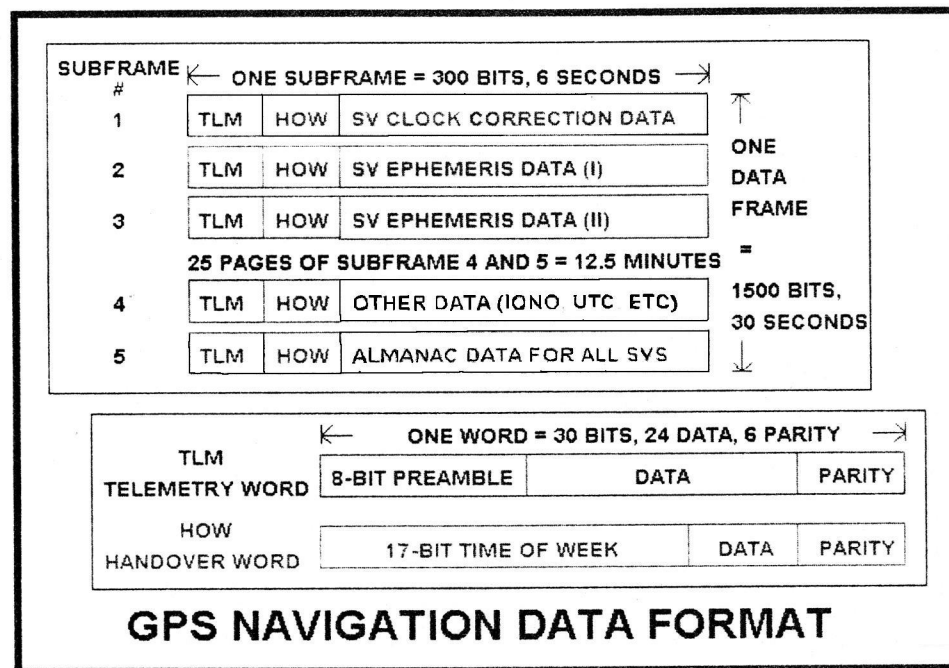 SUBFRAME #
ONE SUBFRAME = 300 BITS, 6 SECONDS
1 TLM HOW SV CLOCK CORRECTION DATA
2 TLM HOW SV EPHEMERIS DATA (I)
3 TLM HOW SV EPHEMERIS DATA (II)
25 PAGES OF SUBFRAME 4 AND 5 = 12.5 MINUTES
4 TLM HOW OTHER DATA (IONO, UTC, ETC)
5 TLM HOW ALMANAC DATA FOR ALL SVS
ONE
DATA
FRAME
=
1500 BITS,
30 SECONDS
ONE WORD = 30 BITS, 24 DATA, 6 PARITY
TLM
TELEMETRY WORD
8-BIT PREAMBLE DATA PARITY
HOW
HANDOVER WORD
17-BIT TIME OF WEEK DATA PARITY
GPS NAVIGATION DATA FORMAT